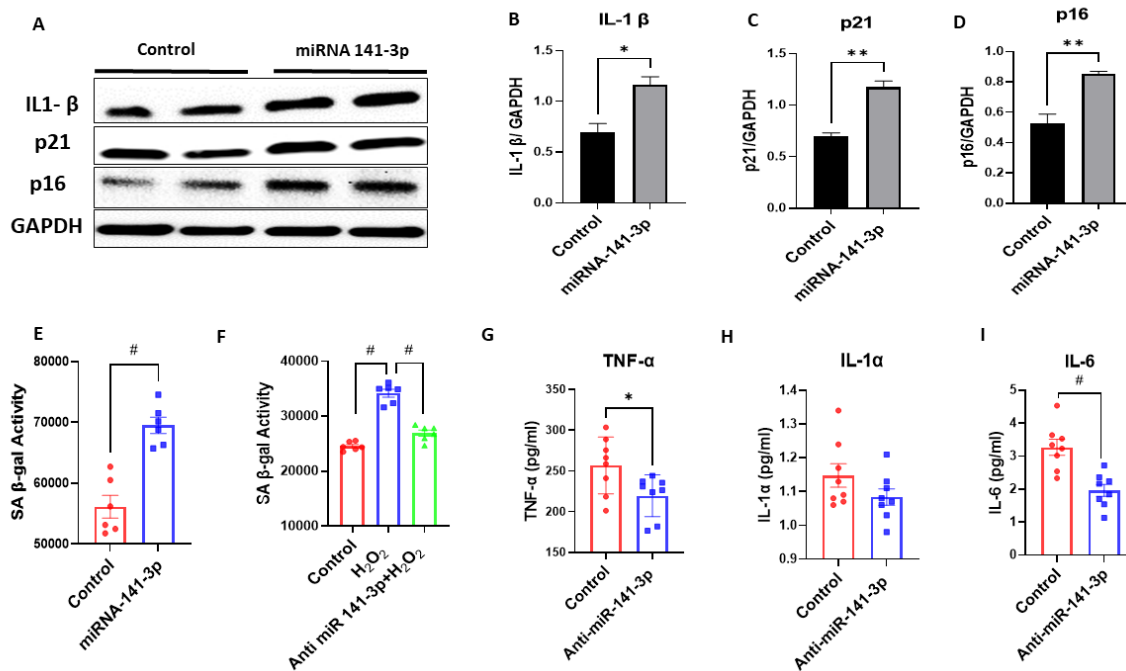 A
Control
miRNA 141-3p
IL1- β
p21
p16
GAPDH
B
IL-1 β
*
IL-1 β/ GAPDH
1.5
1.0
0.5
0.0
Control
miRNA-141-3p
C
p21
**
p21/GAPDH
1.5
1.0
0.5
0.0
Control
miRNA-141-3p
D
p16
**
p16/GAPDH
1.0
0.8
0.6
0.4
0.2
0.0
Control
miRNA-141-3p
E
#
SA β-gal Activity
80000
70000
60000
50000
Control
miRNA-141-3p
F
# #
SA β-gal Activity
40000
30000
20000
10000
Control
H₂O₂
Anti miR 141-3p+H₂O₂
G
TNF-α
*
TNF-α (pg/ml)
300
250
200
150
Control
Anti-miR-141-3p
H
IL-1α
IL-1α (pg/ml)
1.4
1.3
1.2
1.1
1.0
0.9
Control
Anti-miR-141-3p
I
IL-6
#
IL-6 (pg/ml)
5
4
3
2
1
0
Control
Anti-miR-141-3p